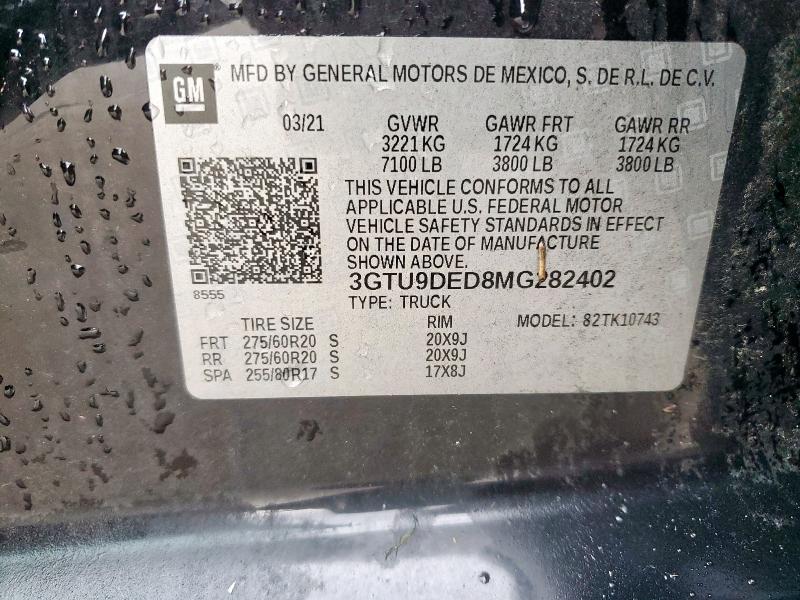 GM MFD BY GENERAL MOTORS DE MEXICO, S. DE R.L. DE C.V.
03/21 GVWR GAWR FRT GAWR RR
3221 KG 1724 KG 1724 KG
7100 LB 3800 LB 3800 LB
THIS VEHICLE CONFORMS TO ALL
APPLICABLE U.S. FEDERAL MOTOR
VEHICLE SAFETY STANDARDS IN EFFECT
ON THE DATE OF MANUFACTURE
SHOWN ABOVE.
3GTU9DED8MG282402
8555
TYPE: TRUCK
TIRE SIZE RIM MODEL: 82TK10743
FRT 275/60R20 S 20X9J
RR 275/60R20 S 20X9J
SPA 255/80R17 S 17X8J